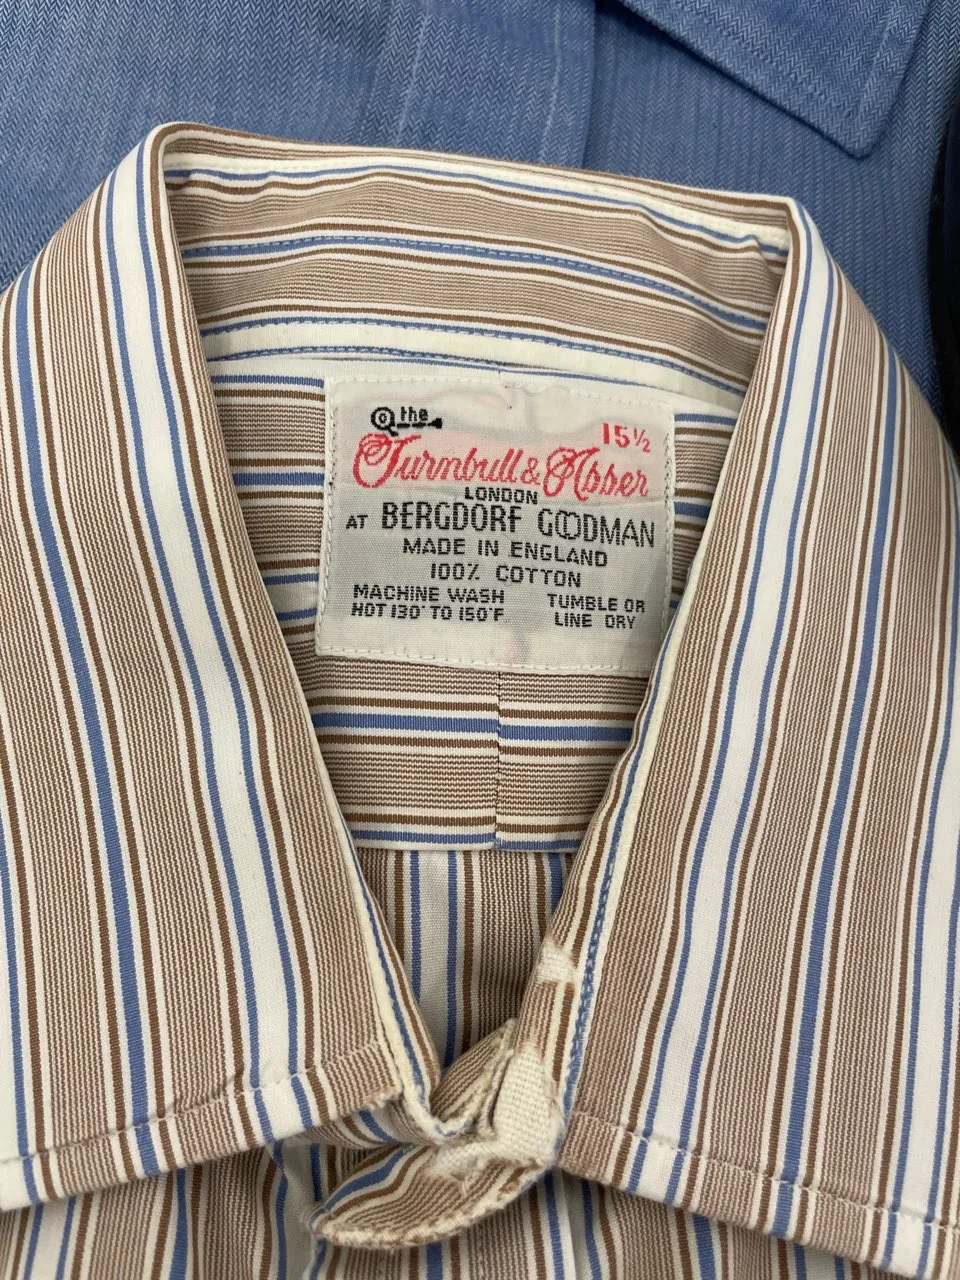 the
15½
Turnbull & Asser
LONDON
AT BERGDORF GOODMAN
MADE IN ENGLAND
100% COTTON
MACHINE WASH TUMBLE OR
HOT 130° TO 150°F. LINE DRY